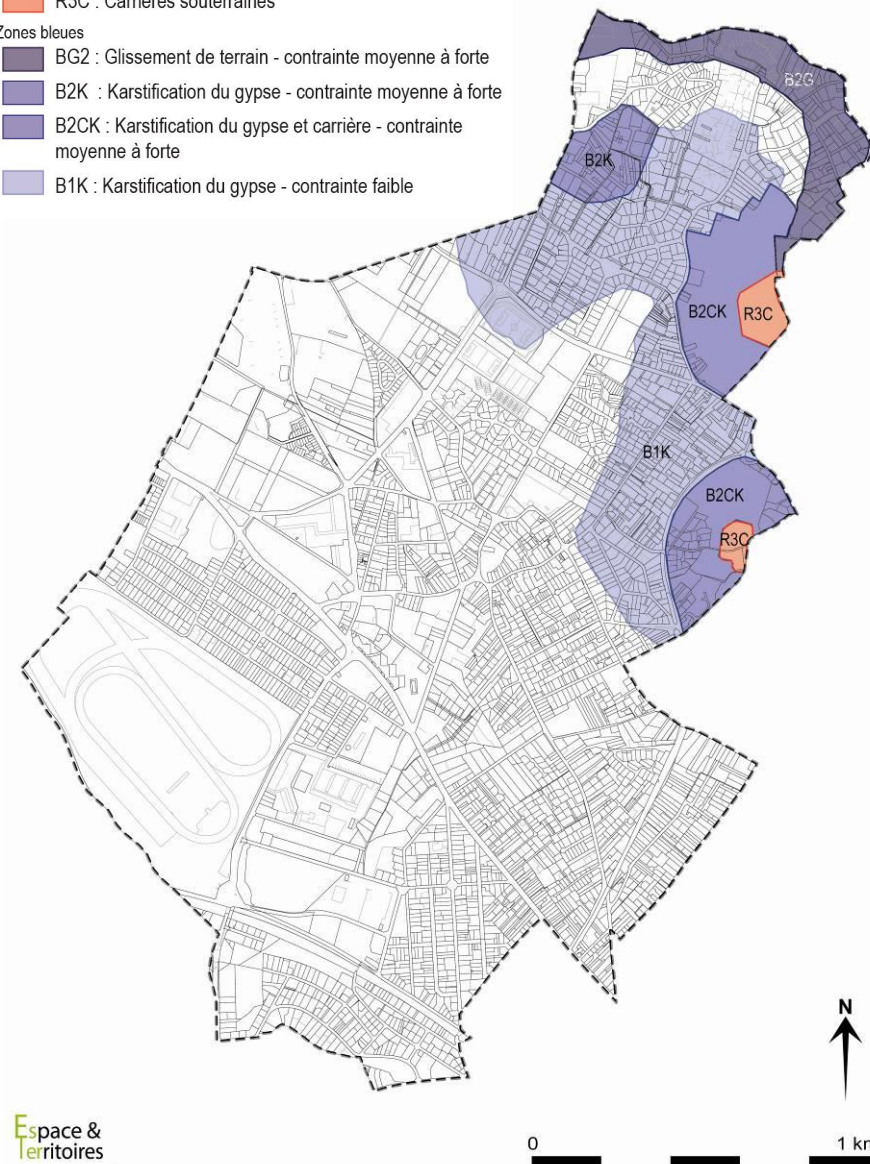 R3C : Carrières souterraines
Zones bleues
BG2 : Glissement de terrain - contrainte moyenne à forte
B2K : Karstification du gypse - contrainte moyenne à forte
B2CK : Karstification du gypse et carrière - contrainte
moyenne à forte
B1K : Karstification du gypse - contrainte faible
B2G
B2K
B2CK
R3C
B1K
B2CK
R3C
N
Espace &
Territoires
0
1 km